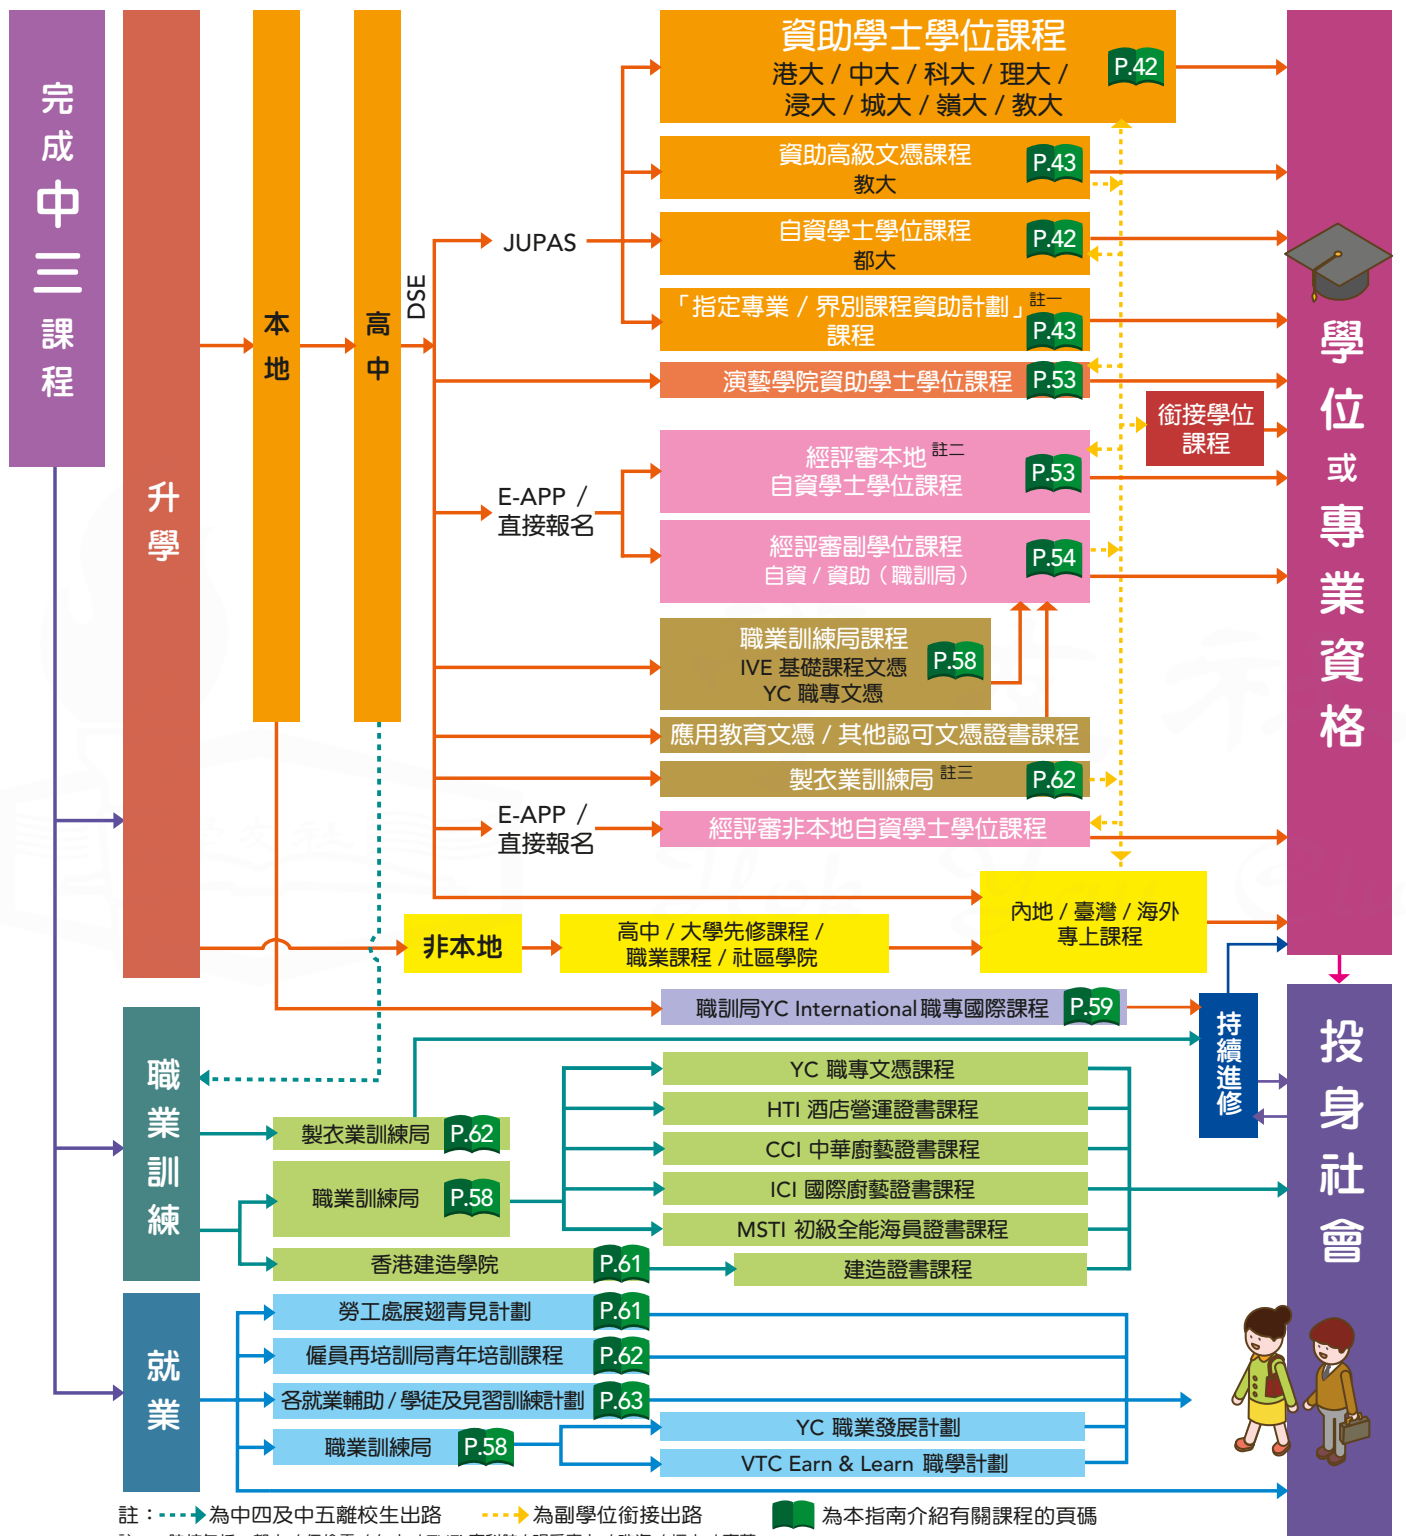 完成中三課程
升學
本地
高中
DSE
JUPAS
資助學士學位課程
港大 / 中大 / 科大 / 理大 /
浸大 / 城大 / 嶺大 / 教大
P.42
資助高級文憑課程
教大
P.43
自資學士學位課程
都大
P.42
「指定專業 / 界別課程資助計劃」註一
課程
P.43
演藝學院資助學士學位課程
P.53
銜接學位
課程
E-APP /
直接報名
經評審本地 註二
自資學士學位課程
P.53
經評審副學位課程
自資 / 資助（職訓局）
P.54
職業訓練局課程
IVE 基礎課程文憑
YC 職專文憑
P.58
應用教育文憑 / 其他認可文憑證書課程
製衣業訓練局 註三
P.62
E-APP /
直接報名
經評審非本地自資學士學位課程
非本地
高中 / 大學先修課程 /
職業課程 / 社區學院
內地 / 臺灣 / 海外
專上課程
學位或專業資格
職訓局YC International職專國際課程
P.59
持續進修
投身社會
職業訓練
製衣業訓練局
P.62
職業訓練局
P.58
香港建造學院
P.61
YC 職專文憑課程
HTI 酒店營運證書課程
CCI 中華廚藝證書課程
ICI 國際廚藝證書課程
MSTI 初級全能海員證書課程
建造證書課程
就業
勞工處展翅青見計劃
P.61
僱員再培訓局青年培訓課程
P.62
各就業輔助 / 學徒及見習訓練計劃
P.63
職業訓練局
P.58
YC 職業發展計劃
VTC Earn & Learn 職學計劃
註：為中四及中五離校生出路 為副學位銜接出路 為本指南介紹有關課程的頁碼